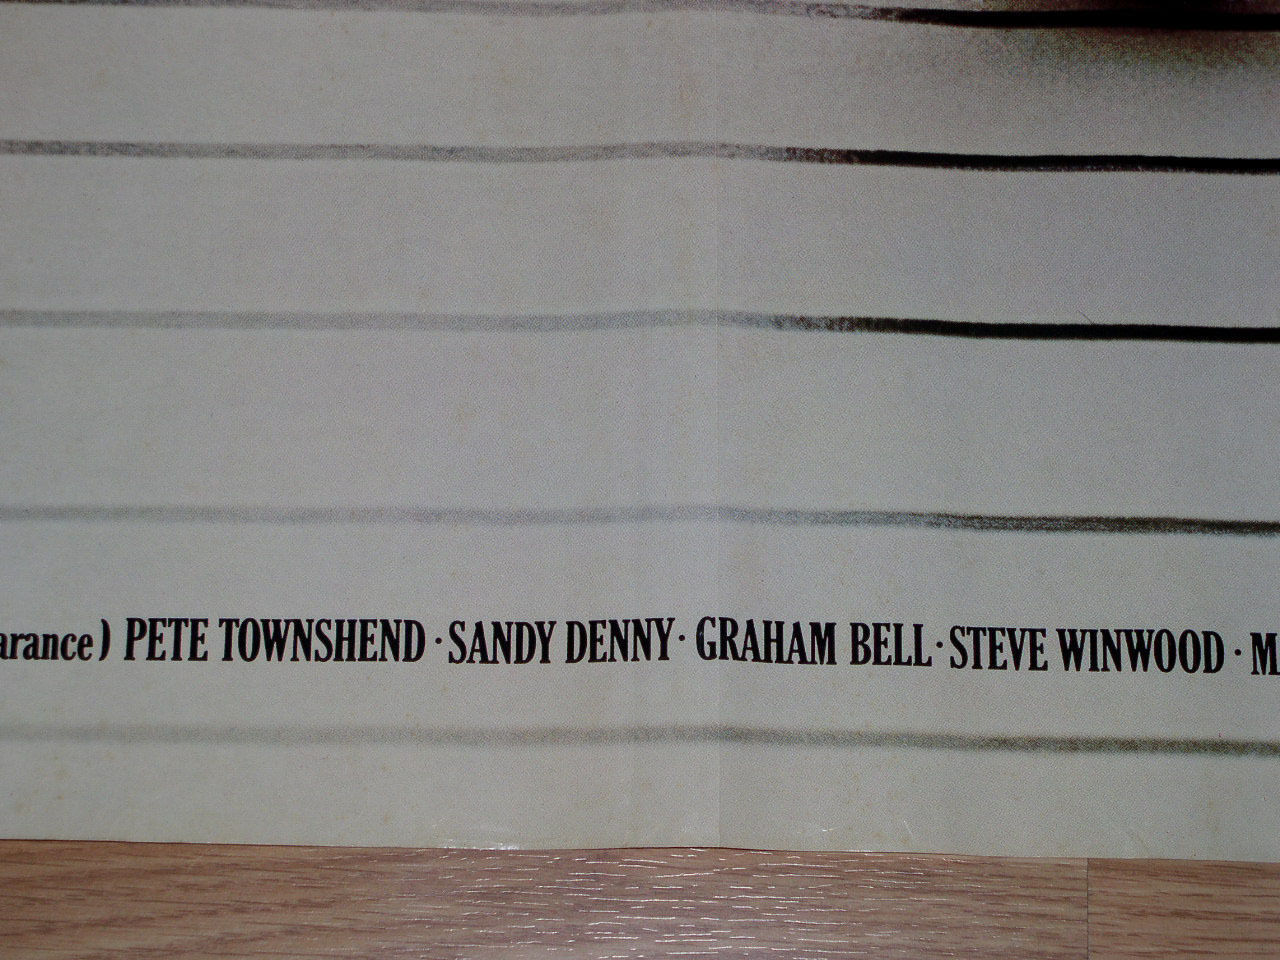 arance) PETE TOWNSHEND · SANDY DENNY · GRAHAM BELL · STEVE WINWOOD · M